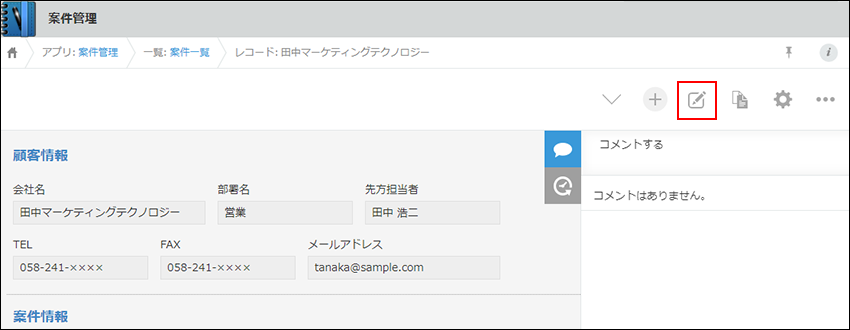 案件管理
アプリ: 案件管理 一覧: 案件一覧 レコード: 田中マーケティングテクノロジー
コメントする
コメントはありません。
顧客情報
会社名 部署名 先方担当者
田中マーケティングテクノロジー 営業 田中 浩二
TEL FAX メールアドレス
058-241-×××× 058-241-×××× tanaka@sample.com
案件情報